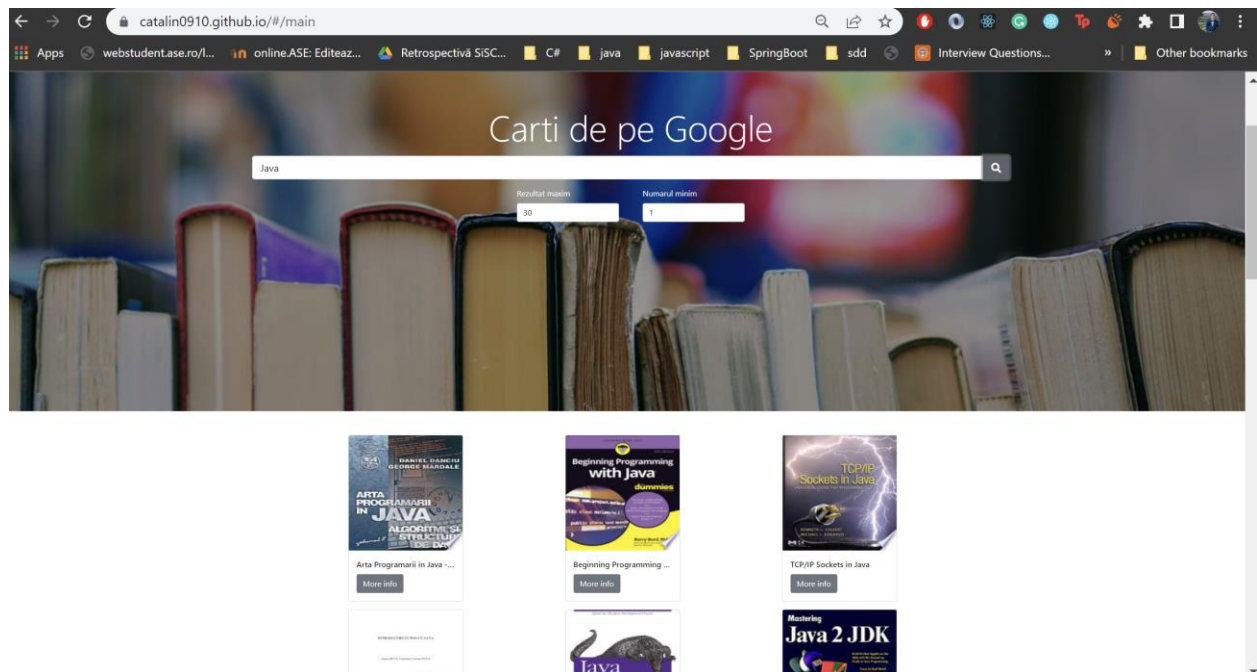 catalin0910.github.io/#/main
Apps webstudent.ase.ro/l... online.ASE: Editeaz... Retrospectivă SiSC... C# java javascript SpringBoot sdd Interview Questions... » Other bookmarks
Carti de pe Google
Java
Rezultat maxim Numarul minim
30 1
DANIEL DANCIU
GEORGE MARDALE
ARTA
PROGRAMARII
IN JAVA
ALGORITMI SI
STRUCTURI
DE DATE
Beginning Programming
with Java
dummies
TCP/IP
Sockets in Java
Arta Programarii in Java -... Beginning Programming ... TCP/IP Sockets in Java
More info More info More info
Java
Mastering
Java 2 JDK